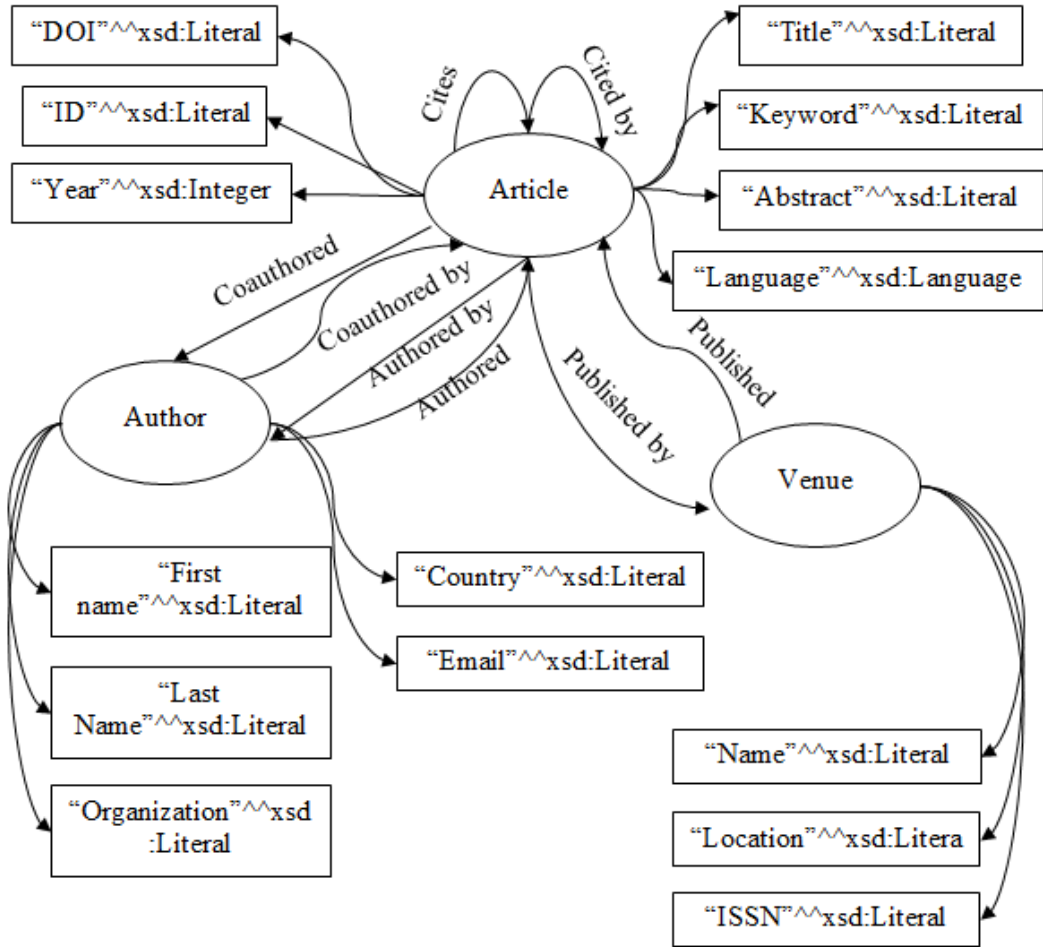 “DOI”^^xsd:Literal
“Title”^^xsd:Literal
Cites
Cited by
“ID”^^xsd:Literal
“Keyword”^^xsd:Literal
“Year”^^xsd:Integer
Article
“Abstract”^^xsd:Literal
Coauthored
“Language”^^xsd:Language
Coauthored by
Authored by
Authored
Published by
Published
Author
Venue
“First
name”^^xsd:Literal
“Country”^^xsd:Literal
“Email”^^xsd:Literal
“Last
Name”^^xsd:Literal
“Organization”^^xsd
:Literal
“Name”^^xsd:Literal
“Location”^^xsd:Litera
“ISSN”^^xsd:Literal